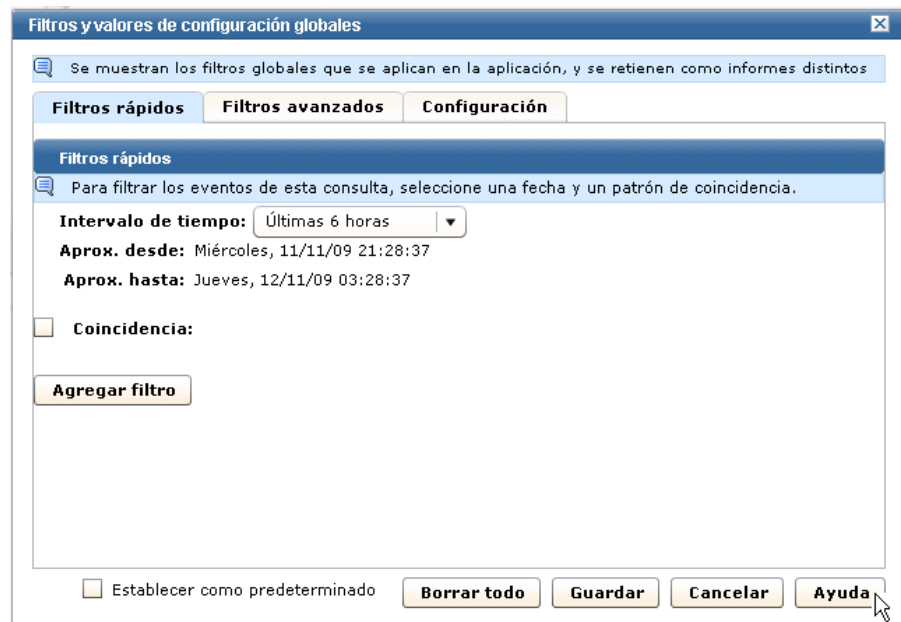 Filtros y valores de configuración globales
Se muestran los filtros globales que se aplican en la aplicación, y se retienen como informes distintos
Filtros rápidos Filtros avanzados Configuración
Filtros rápidos
Para filtrar los eventos de esta consulta, seleccione una fecha y un patrón de coincidencia.
Intervalo de tiempo: Últimas 6 horas
Aprox. desde: Miércoles, 11/11/09 21:28:37
Aprox. hasta: Jueves, 12/11/09 03:28:37
Coincidencia:
Agregar filtro
Establecer como predeterminado Borrar todo Guardar Cancelar Ayuda